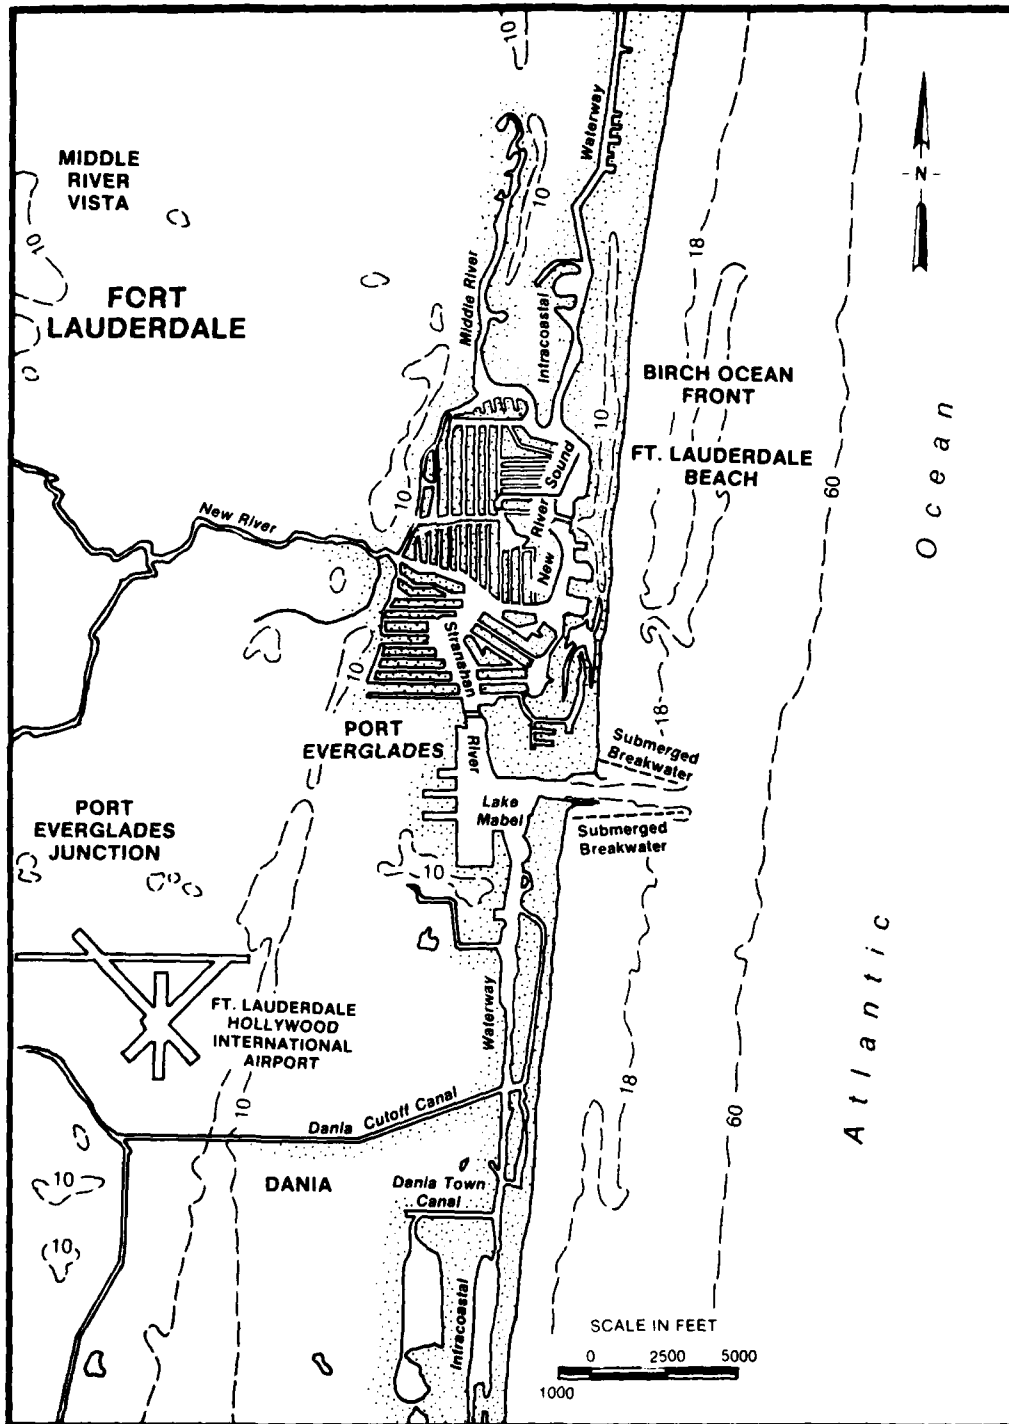 10
Waterway
MIDDLE
RIVER
VISTA
- N -
10
10
18
FORT
LAUDERDALE
Middle River
Intracoastal
BIRCH OCEAN
FRONT
10
FT. LAUDERDALE
BEACH
Ocean
60
New River
10
New River Sound
10
Stranahan River
18
PORT
EVERGLADES
Submerged
Breakwater
Lake
Mabel
PORT
EVERGLADES
JUNCTION
Submerged
Breakwater
10
Atlantic
FT. LAUDERDALE
HOLLYWOOD
INTERNATIONAL
AIRPORT
Waterway
18
60
10
Dania Cutoff Canal
10
DANIA
Dania Town
Canal
10
Intracoastal
SCALE IN FEET
0 2500 5000
1000